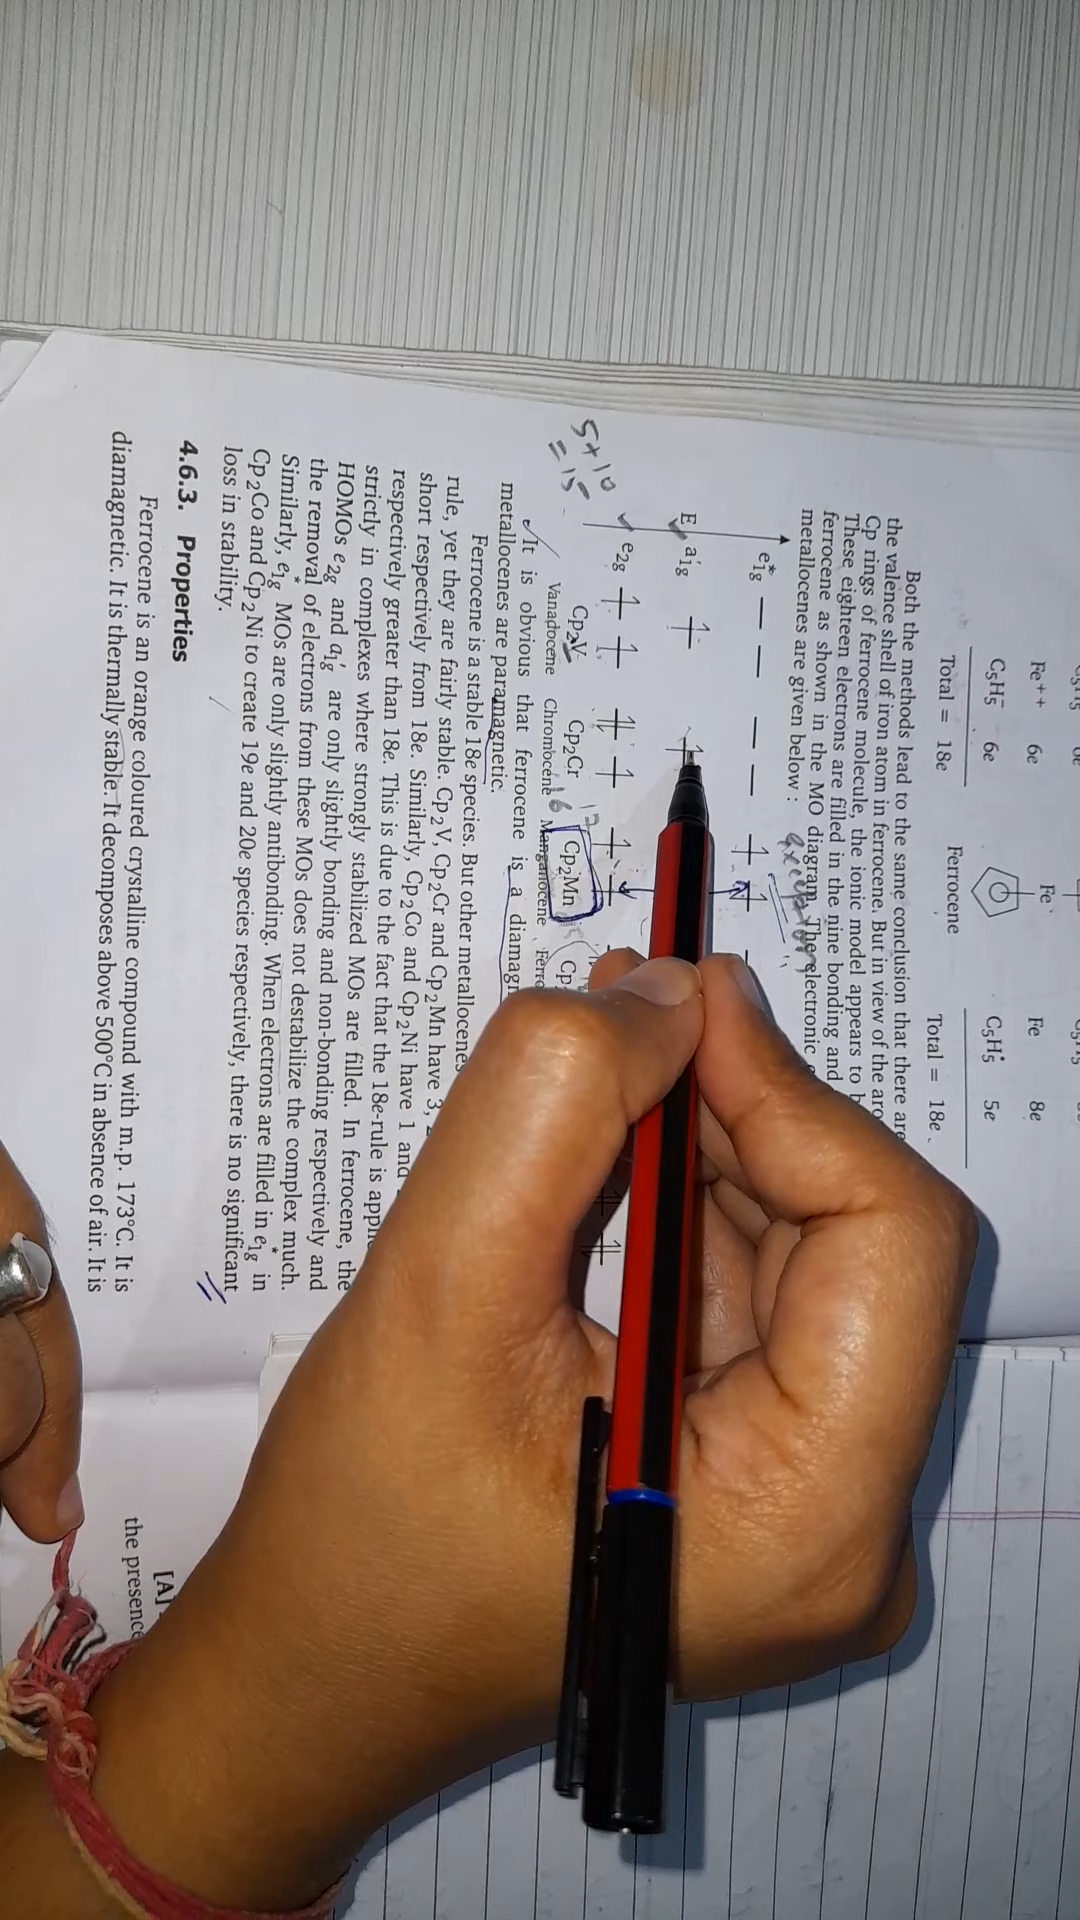 Fe++ 6e Fe Fe 8e
C5H5- 6e C5H5• 5e
Total = 18e Ferrocene Total = 18e
Both the methods lead to the same conclusion that there are
the valence shell of iron atom in ferrocene. But in view of the
Cp rings of ferrocene molecule, the ionic model appears to
These eighteen electrons are filled in the nine bonding and
ferrocene as shown in the MO diagram. The electronic
metallocenes are given below :
e*1g
E a'1g
e2g
5+10
= 15
Cp2V Cp2Cr Cp2Mn Cp
Vanadocene Chromocene 16 Manganocene
It is obvious that ferrocene is a
metallocenes are paramagnetic.
Ferrocene is a stable 18e species. But other metallocenes
rule, yet they are fairly stable. Cp2V, Cp2Cr and Cp2Mn have 3,
short respectively from 18e. Similarly, Cp2Co and Cp2Ni have 1 and
respectively greater than 18e. This is due to the fact that the 18e-rule is
strictly in complexes where strongly stabilized MOs are filled. In ferrocene, the
HOMOs e2g and a'1g are only slightly bonding and non-bonding respectively and
the removal of electrons from these MOs does not destabilize the complex much.
Similarly, e*1g MOs are only slightly antibonding. When electrons are filled in e*1g in
Cp2Co and Cp2Ni to create 19e and 20e species respectively, there is no significant
loss in stability.
4.6.3. Properties
Ferrocene is an orange coloured crystalline compound with m.p. 173°C. It is
diamagnetic. It is thermally stable. It decomposes above 500°C in absence of air. It is
[A]
the presence